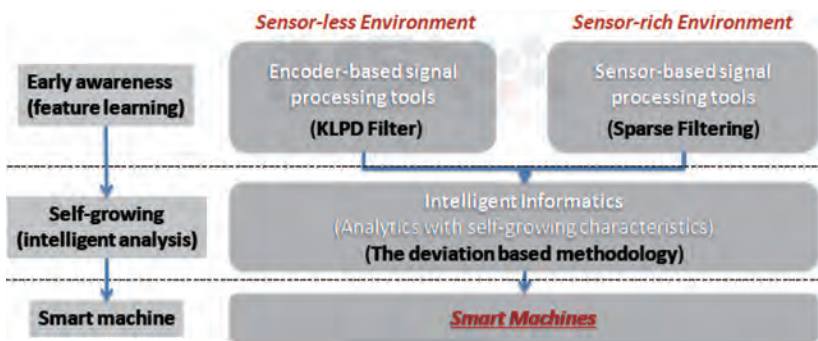 Sensor-less Environment
Sensor-rich Environment
Early awareness
(feature learning)
Encoder-based signal
processing tools
(KLPD Filter)
Sensor-based signal
processing tools
(Sparse Filtering)
Self-growing
(intelligent analysis)
Intelligent Informatics
(Analytics with self-growing characteristics)
(The deviation based methodology)
Smart machine
Smart Machines